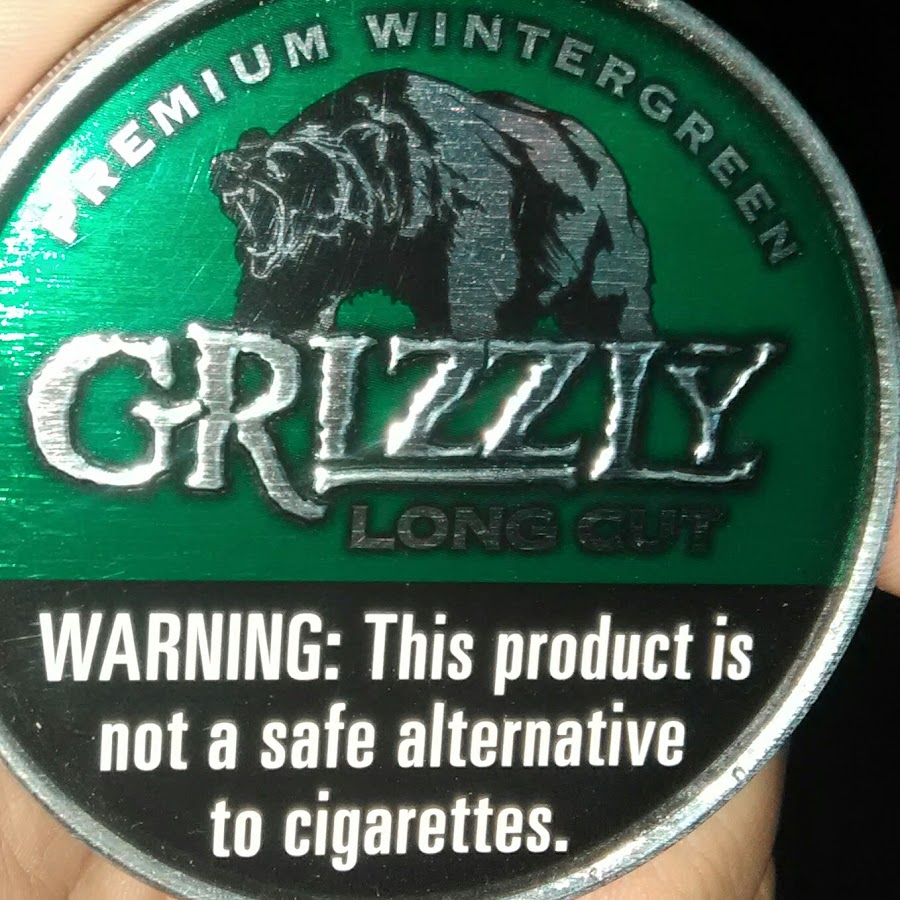 PREMIUM WINTERGREEN
GRIZZLY
LONG CUT
WARNING: This product is
not a safe alternative
to cigarettes.